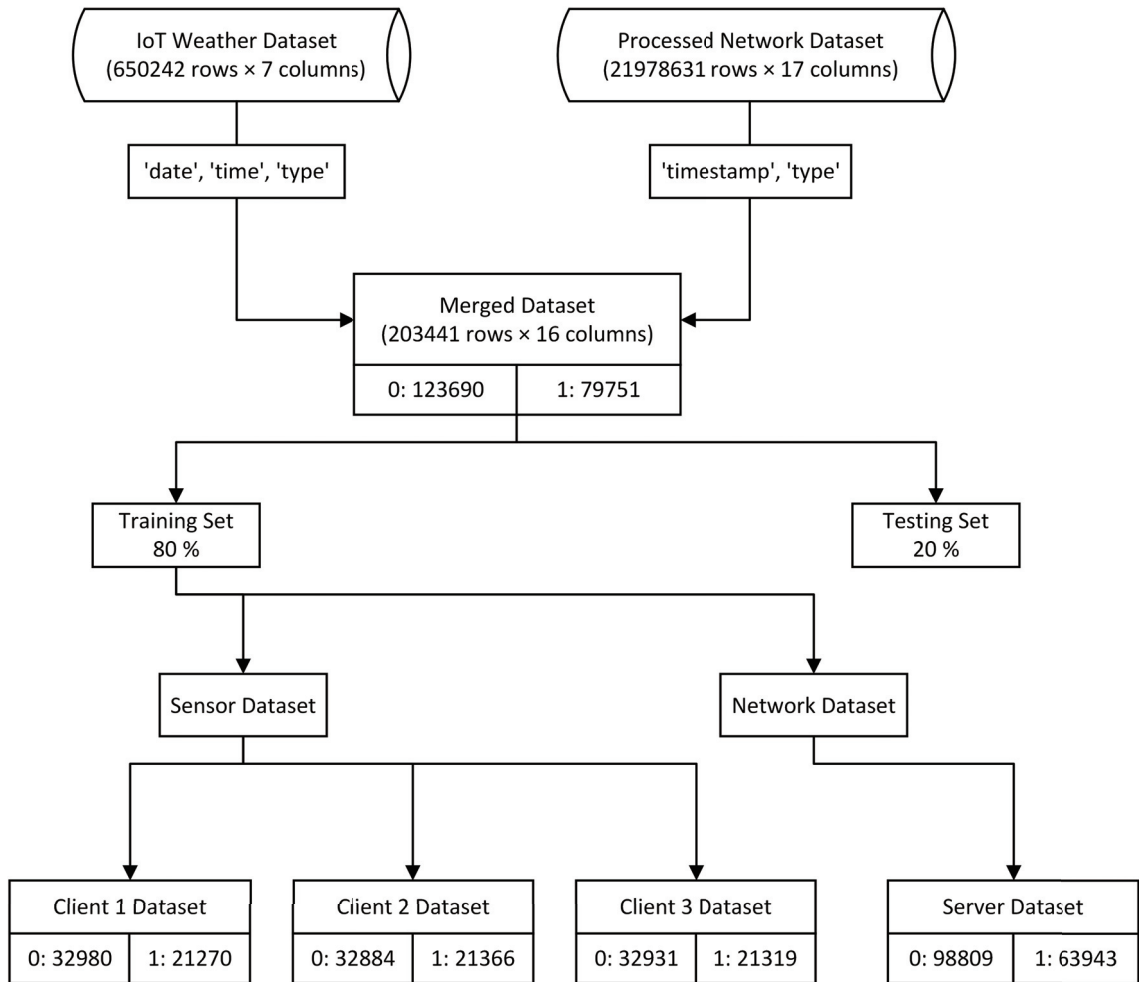 IoT Weather Dataset
(650242 rows × 7 columns)
Processed Network Dataset
(21978631 rows × 17 columns)
'date', 'time', 'type'
'timestamp', 'type'
Merged Dataset
(203441 rows × 16 columns)
0: 123690
1: 79751
Training Set
80 %
Testing Set
20 %
Sensor Dataset
Network Dataset
Client 1 Dataset
0: 32980
1: 21270
Client 2 Dataset
0: 32884
1: 21366
Client 3 Dataset
0: 32931
1: 21319
Server Dataset
0: 98809
1: 63943